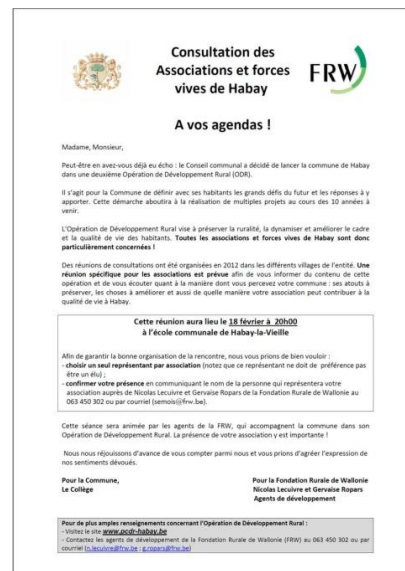 Consultation des
Associations et forces
vives de Habay
FRW
A vos agendas !
Madame, Monsieur,
Peut-être en avez-vous déjà eu écho : le Conseil communal a décidé de lancer la commune de Habay
dans une deuxième Opération de Développement Rural (ODR).
Il s'agit pour la Commune de définir avec ses habitants les grands défis du futur et les réponses à y
apporter. Cette démarche aboutira à la réalisation de multiples projets au cours des 10 années à
venir.
L'Opération de Développement Rural vise à préserver la ruralité, la dynamiser et améliorer le cadre
et la qualité de vie des habitants. Toutes les associations et forces vives de Habay sont donc
particulièrement concernées !
Des réunions de consultations ont été organisées en 2012 dans les différents villages de l'entité. Une
réunion spécifique pour les associations est prévue afin de vous informer du contenu de cette
opération et de vous écouter quant à la manière dont vous percevez votre commune : ses atouts à
préserver, les choses à améliorer et aussi de quelle manière votre association peut contribuer à la
qualité de vie à Habay.
Cette réunion aura lieu le 18 février à 20h00
à l'école communale de Habay-la-Vieille
Afin de garantir la bonne organisation de la rencontre, nous vous prions de bien vouloir :
- choisir un seul représentant par association (notez que ce représentant ne doit de préférence pas
être un élu) ;
- confirmer votre présence en communiquant le nom de la personne qui représentera votre
association auprès de Nicolas Lecuivre et Gervaise Ropars de la Fondation Rurale de Wallonie au
063 450 302 ou par courriel (semois@frw.be).
Cette séance sera animée par les agents de la FRW, qui accompagnent la commune dans son
Opération de Développement Rural. La présence de votre association y est importante !
Nous nous réjouissons d'avance de vous compter parmi nous et vous prions d'agréer l'expression de
nos sentiments dévoués.
Pour la Commune,
Le Collège
Pour la Fondation Rurale de Wallonie
Nicolas Lecuivre et Gervaise Ropars
Agents de développement
Pour de plus amples renseignements concernant l'Opération de Développement Rural :
- Visitez le site www.pcdr-habay.be
- Contactez les agents de développement de la Fondation Rurale de Wallonie (FRW) au 063 450 302 ou par
courriel (n.lecuivre@frw.be ; g.ropars@frw.be)